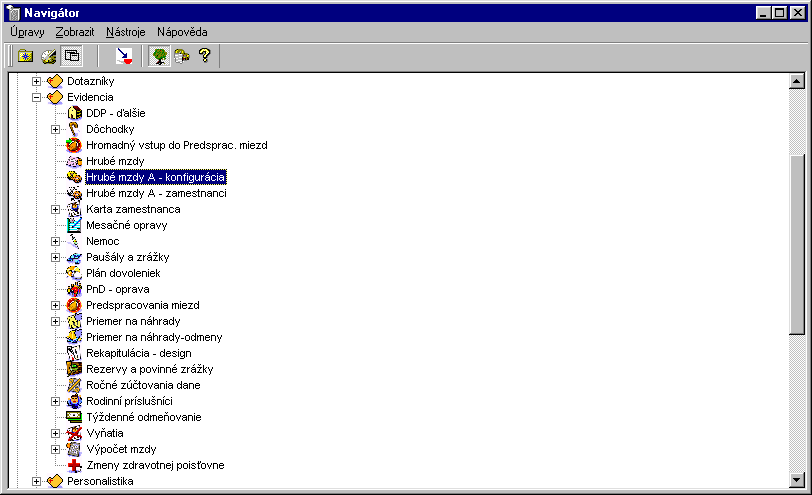 Navigátor
Úpravy Zobrazit Nástroje Nápověda
Dotazníky
Evidencia
DDP - ďalšie
Dôchodky
Hromadný vstup do Predsprac. miezd
Hrubé mzdy
Hrubé mzdy A - konfigurácia
Hrubé mzdy A - zamestnanci
Karta zamestnanca
Mesačné opravy
Nemoc
Paušály a zrážky
Plán dovoleniek
PnD - oprava
Predspracovania miezd
Priemer na náhrady
Priemer na náhrady-odmeny
Rekapitulácia - design
Rezervy a povinné zrážky
Ročné zúčtovania dane
Rodinní príslušníci
Týždenné odmeňovanie
Vyňatia
Výpočet mzdy
Zmeny zdravotnej poisťovne
Personalistika